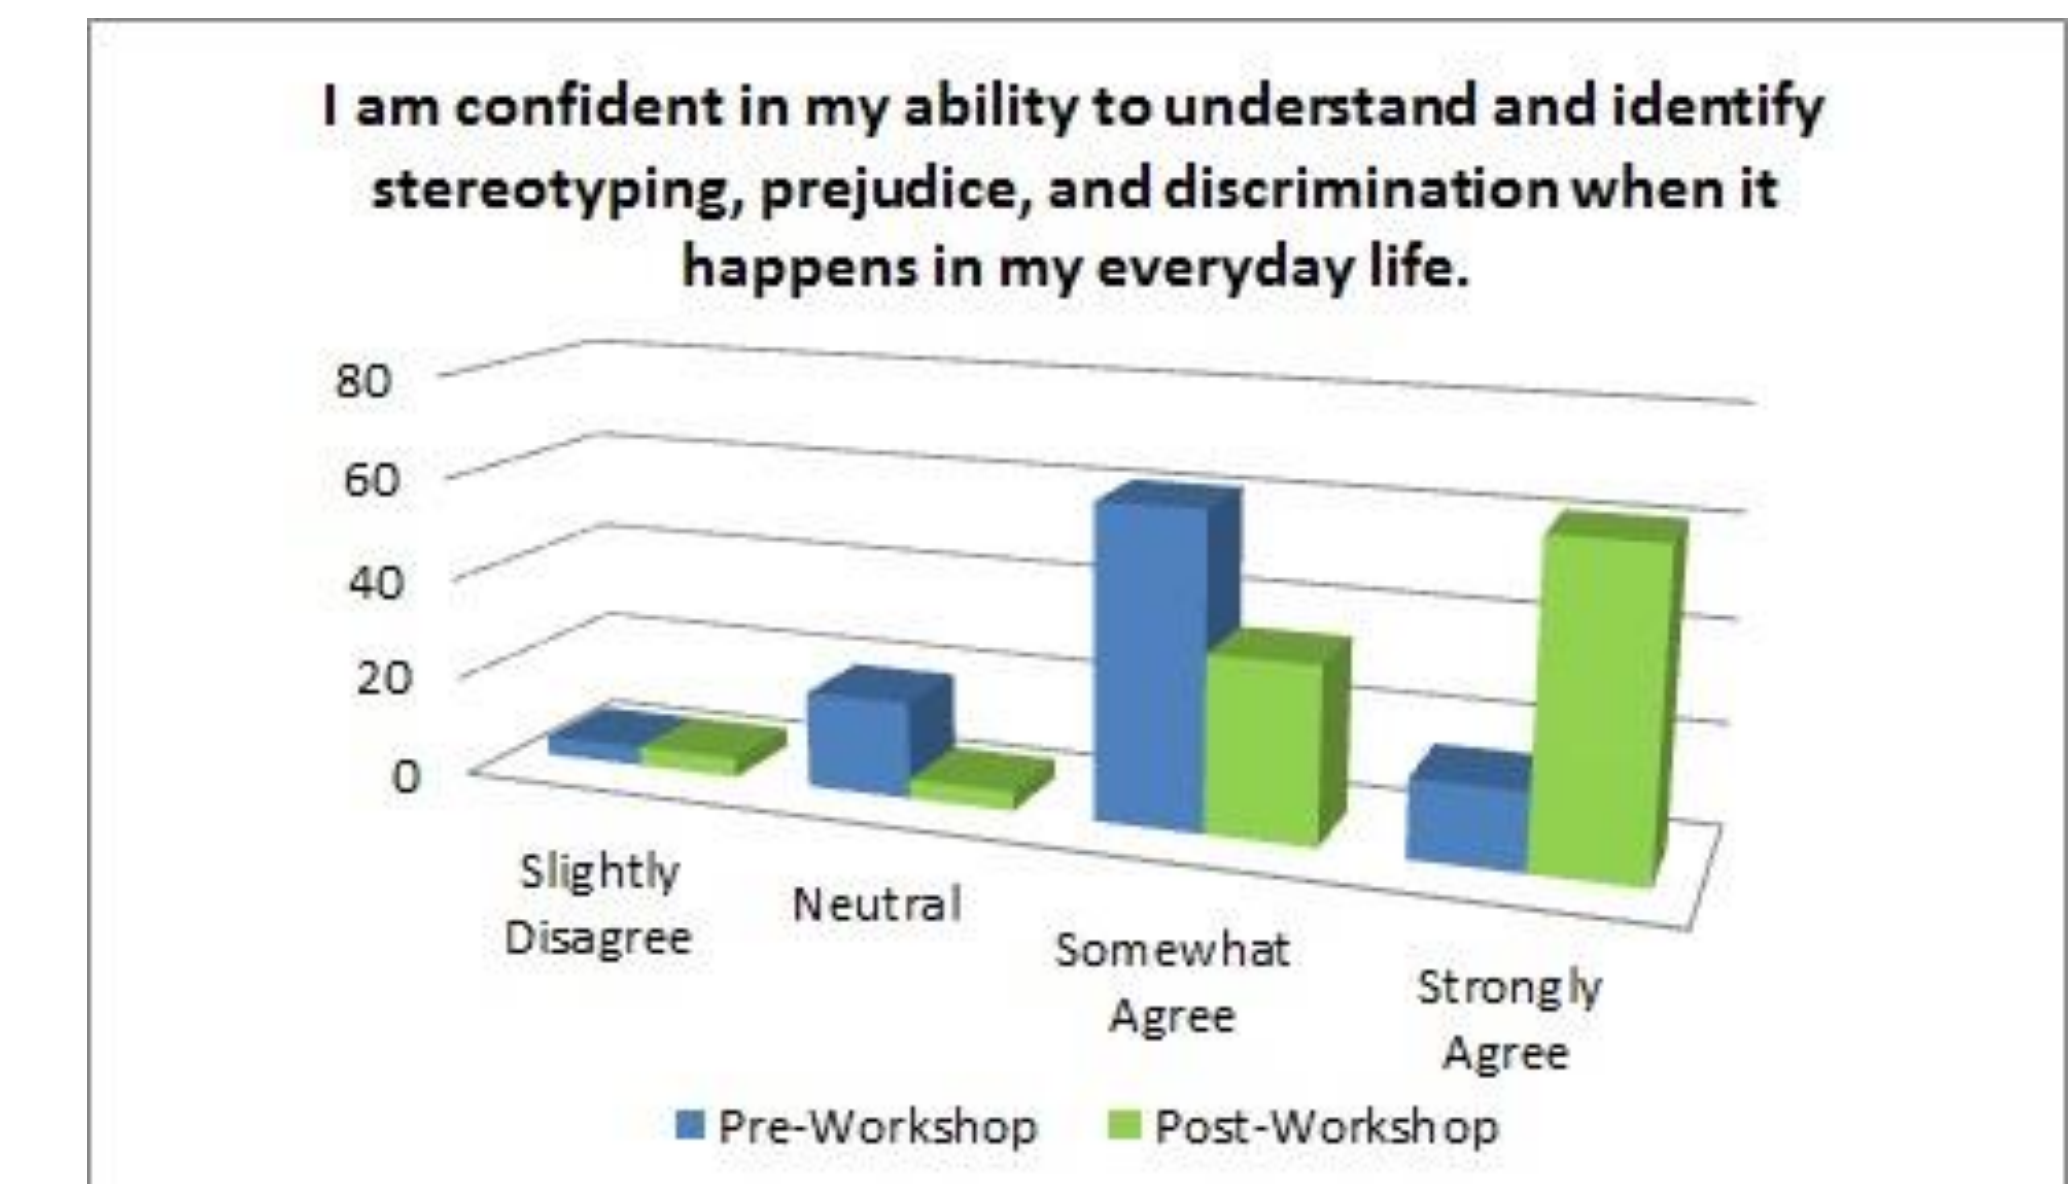 I am confident in my ability to understand and identify
stereotyping, prejudice, and discrimination when it
happens in my everyday life.
80
60
40
20
0
Slightly
Disagree
Neutral
Somewhat
Agree
Strongly
Agree
Pre-Workshop
Post-Workshop